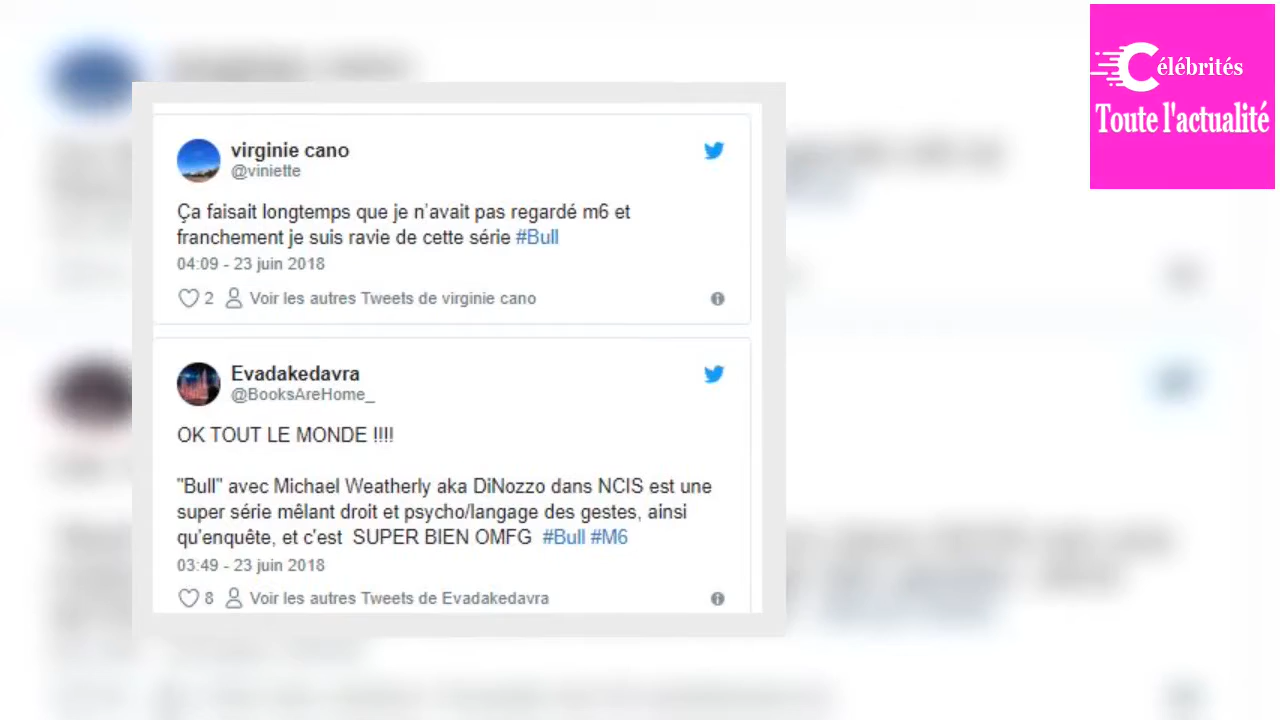 Célébrités
Toute l'actualité
virginie cano
@viniette
Ça faisait longtemps que je n'avait pas regardé m6 et
franchement je suis ravie de cette série #Bull
04:09 - 23 juin 2018
2 Voir les autres Tweets de virginie cano
Evadakedavra
@BooksAreHome_
OK TOUT LE MONDE !!!!
"Bull" avec Michael Weatherly aka DiNozzo dans NCIS est une
super série mêlant droit et psycho/langage des gestes, ainsi
qu'enquête, et c'est SUPER BIEN OMFG #Bull #M6
03:49 - 23 juin 2018
8 Voir les autres Tweets de Evadakedavra